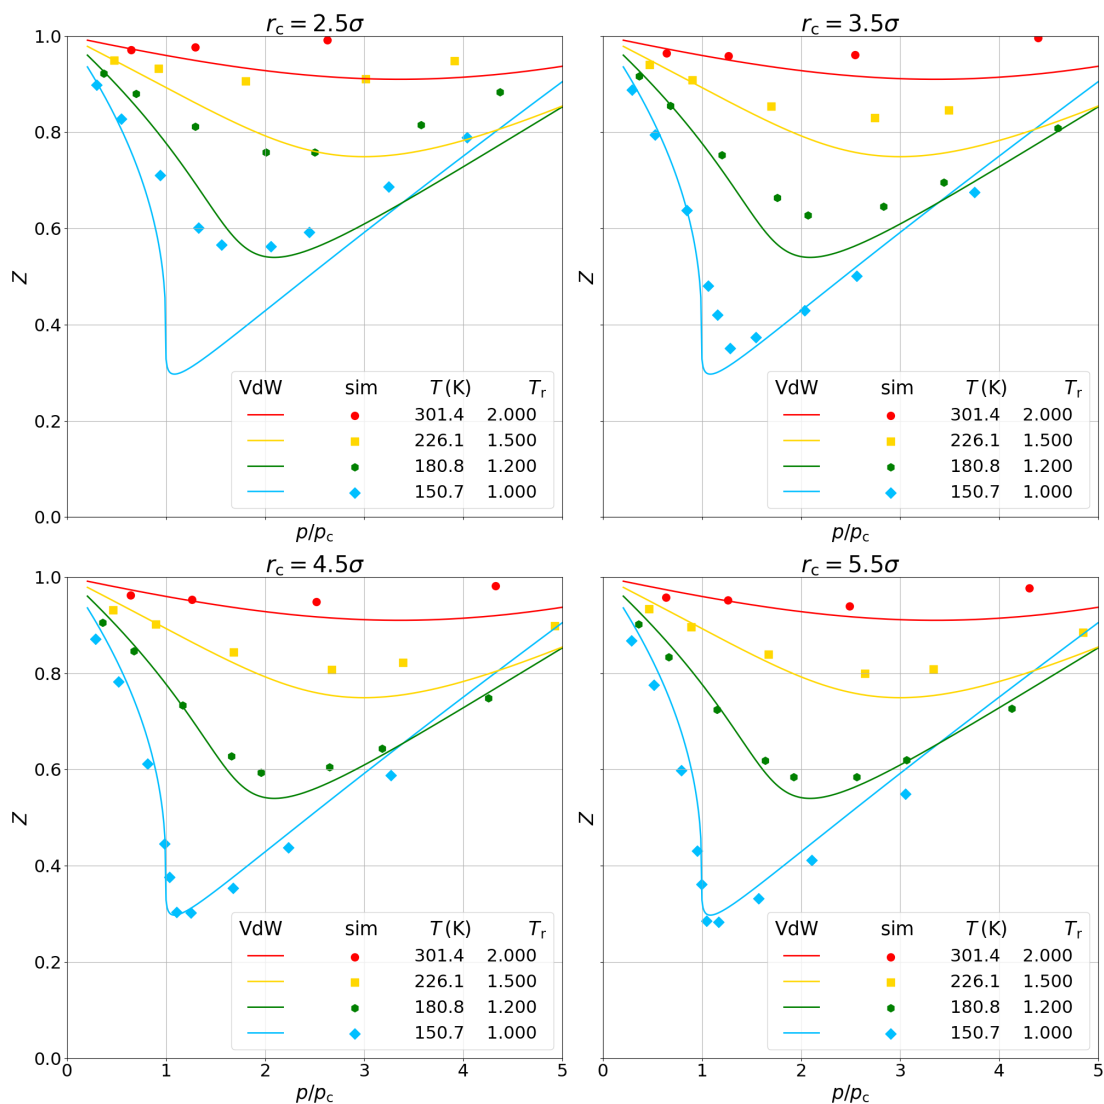 r_c = 2.5σ
r_c = 3.5σ
1.0
0.8
0.6
0.4
0.2
0.0
Z
Z
VdW sim T (K) T_r
301.4 2.000
226.1 1.500
180.8 1.200
150.7 1.000
VdW sim T (K) T_r
301.4 2.000
226.1 1.500
180.8 1.200
150.7 1.000
p/p_c
p/p_c
r_c = 4.5σ
r_c = 5.5σ
1.0
0.8
0.6
0.4
0.2
0.0
Z
Z
VdW sim T (K) T_r
301.4 2.000
226.1 1.500
180.8 1.200
150.7 1.000
VdW sim T (K) T_r
301.4 2.000
226.1 1.500
180.8 1.200
150.7 1.000
0 1 2 3 4 5
0 1 2 3 4 5
p/p_c
p/p_c